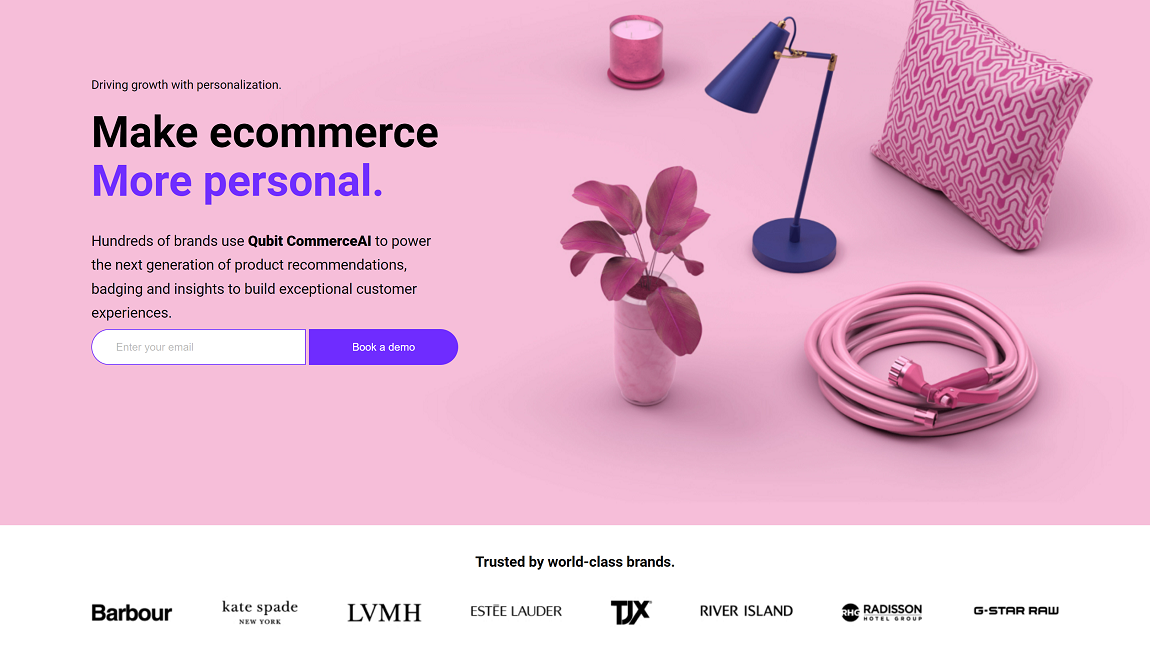 Driving growth with personalization.
Make ecommerce
More personal.
Hundreds of brands use Qubit CommerceAI to power
the next generation of product recommendations,
badging and insights to build exceptional customer
experiences.
Enter your email
Book a demo
Trusted by world-class brands.
Barbour
kate spade
NEW YORK
LVMH
ESTĒE LAUDER
TJX
RIVER ISLAND
RHG
RADISSON
HOTEL GROUP
G-STAR RAW